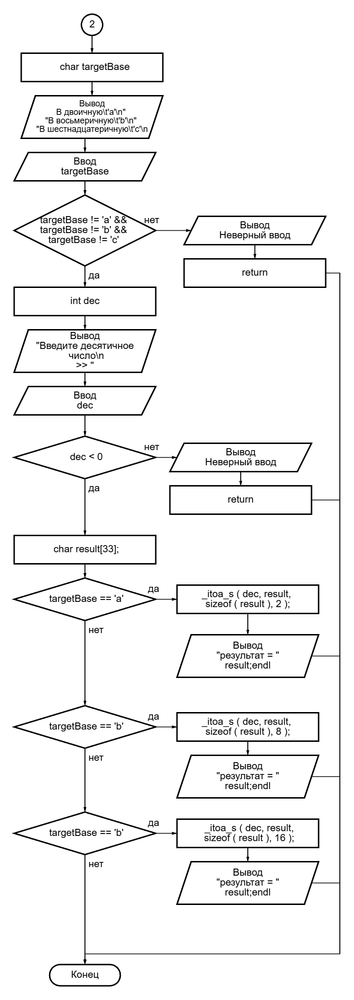 2
char targetBase
Вывод
В двоичную\t'a'\n"
"В восьмеричную\t'b'\n"
"В шестнадцатеричную\t'c'\n
Ввод
targetBase
targetBase != 'a' &&
targetBase != 'b' &&
targetBase != 'c'
нет
Вывод
Неверный ввод
return
да
int dec
Вывод
"Введите десятичное
число\n
>> "
Ввод
dec
dec < 0
нет
Вывод
Неверный ввод
return
да
char result[33];
targetBase == 'a'
да
_itoa_s ( dec, result,
sizeof ( result ), 2 );
Вывод
"результат = "
result;endl
нет
targetBase == 'b'
да
_itoa_s ( dec, result,
sizeof ( result ), 8 );
Вывод
"результат = "
result;endl
нет
targetBase == 'b'
да
_itoa_s ( dec, result,
sizeof ( result ), 16 );
Вывод
"результат = "
result;endl
нет
Конец